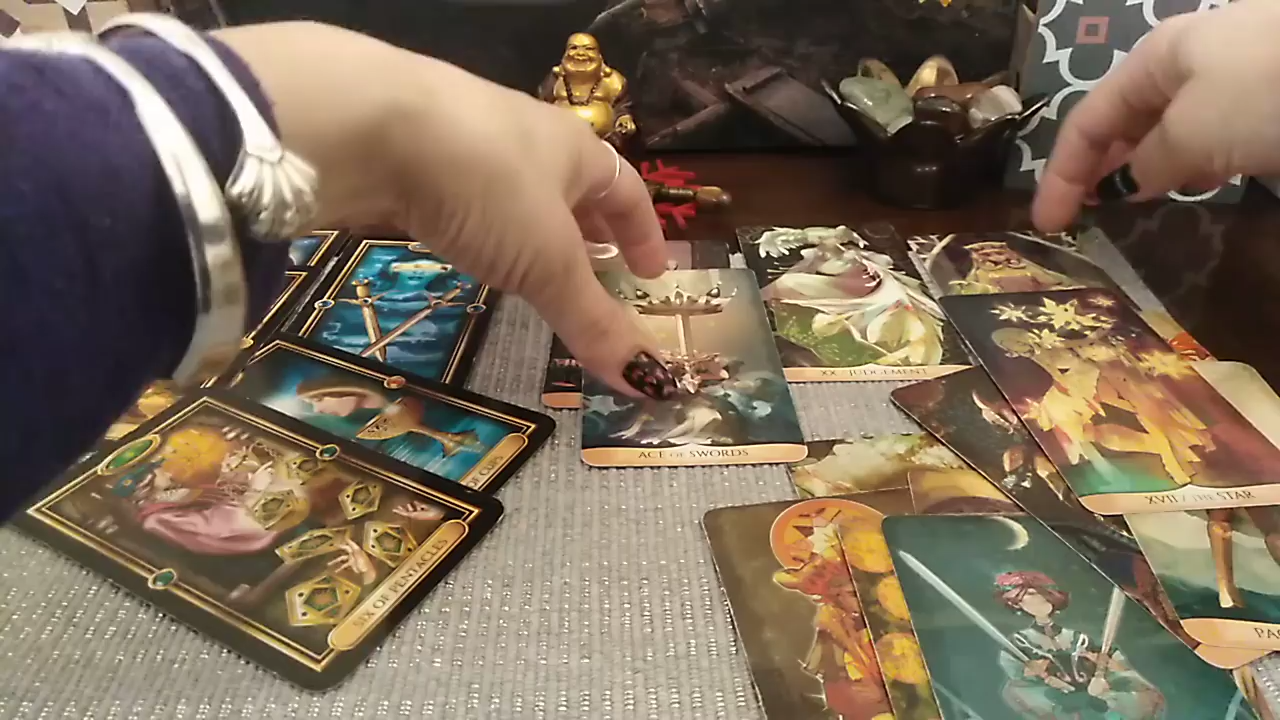 XX / JUDGEMENT
ACE OF SWORDS
XVII / THE STAR
SIX OF PENTACLES
CUPS